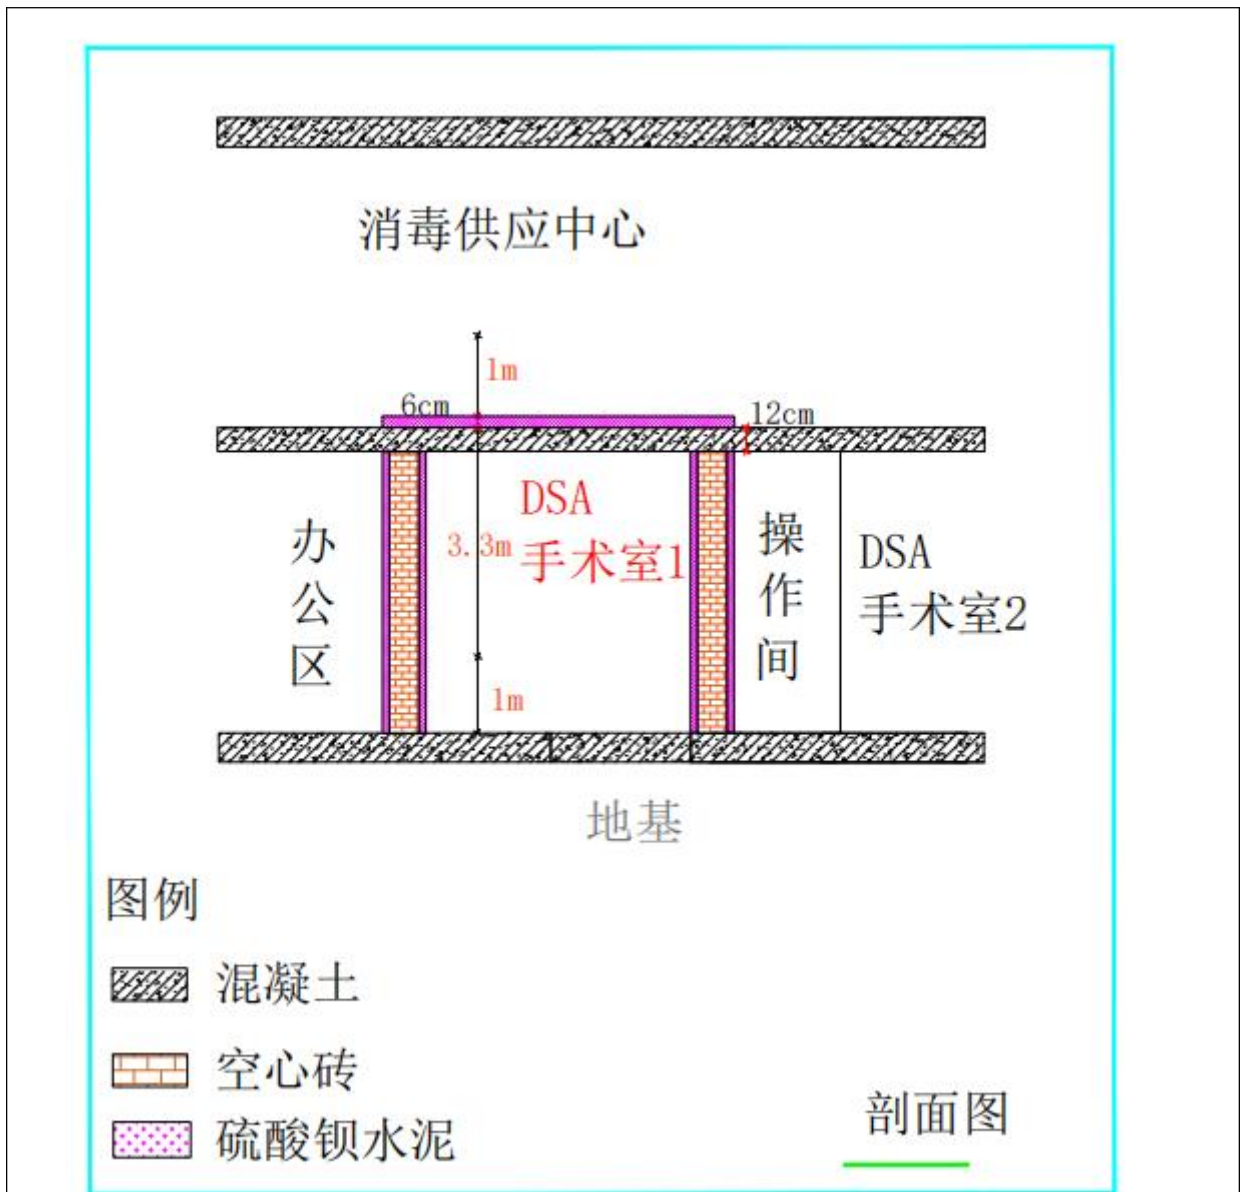 消毒供应中心
1m
6cm
12cm
办公区
3.3m
DSA
手术室1
操作间
DSA
手术室2
1m
地基
图例
混凝土
空心砖
硫酸钡水泥
剖面图